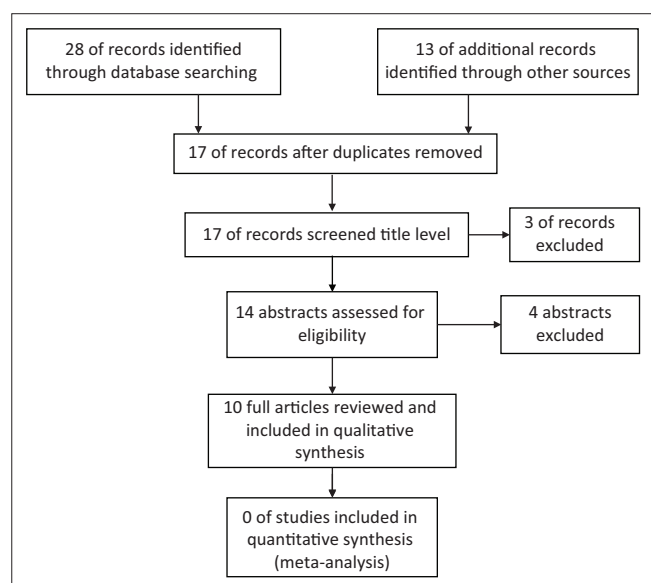 28 of records identified
through database searching
13 of additional records
identified through other sources
17 of records after duplicates removed
17 of records screened title level
3 of records
excluded
14 abstracts assessed for
eligibility
4 abstracts
excluded
10 full articles reviewed and
included in qualitative
synthesis
0 of studies included in
quantitative synthesis
(meta-analysis)